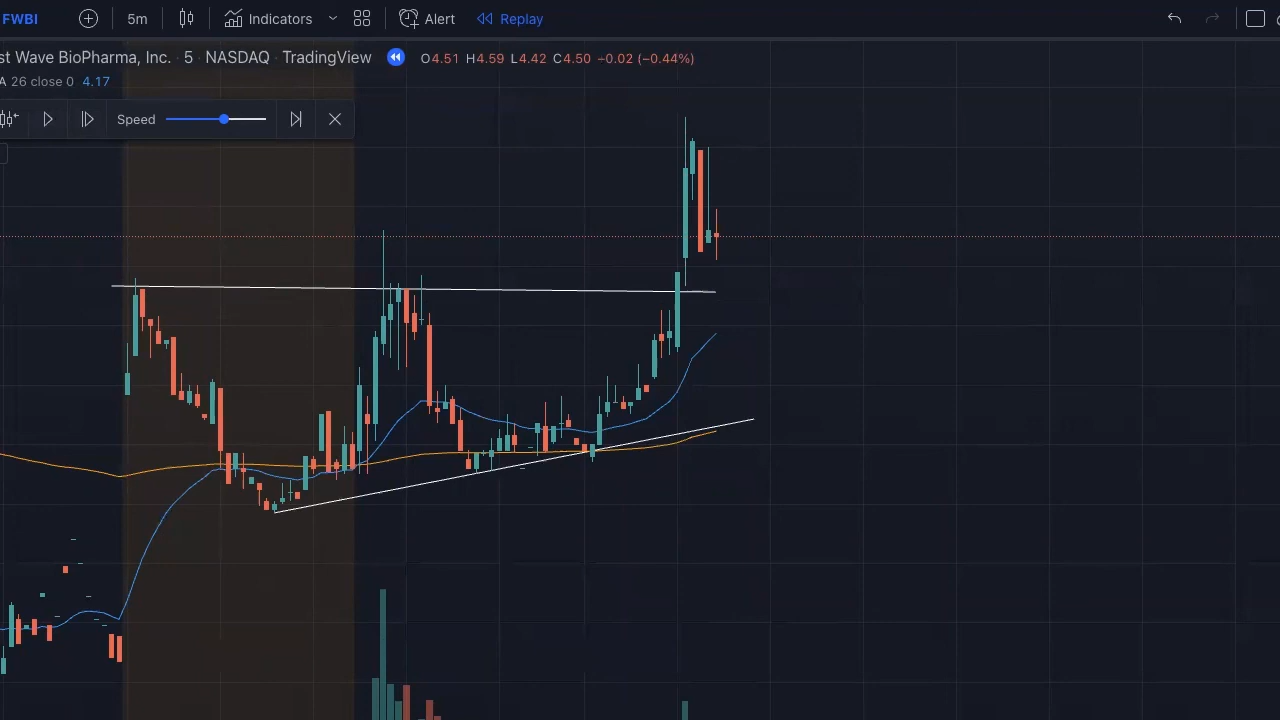 FWBI 5m Indicators Alert Replay
st Wave BioPharma, Inc. · 5 · NASDAQ · TradingView O4.51 H4.59 L4.42 C4.50 −0.02 (−0.44%)
A 26 close 0 4.17
Speed